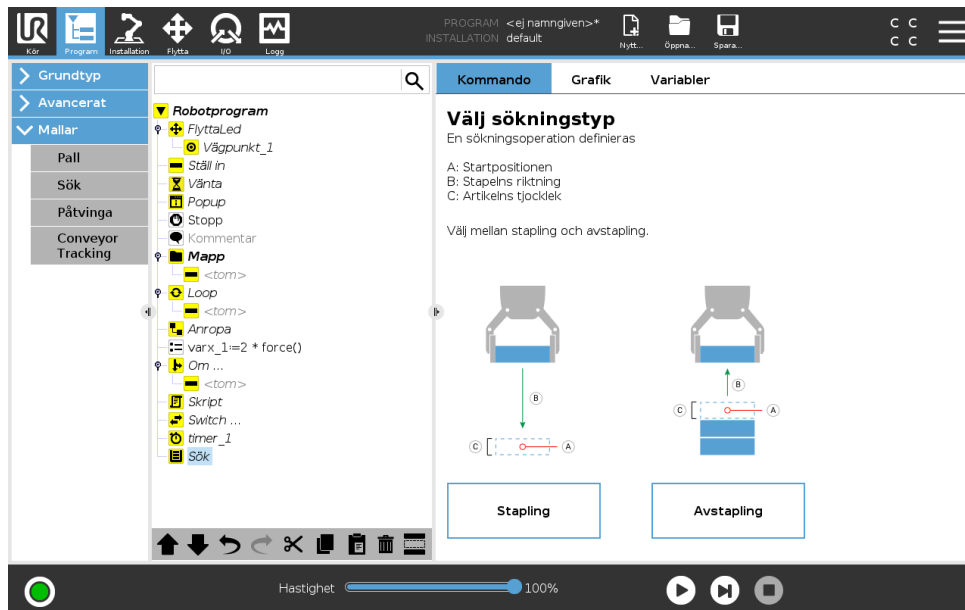 UR
Kör
Program
Installation
Flytta
I/O
Logg
PROGRAM <ej namngiven>*
INSTALLATION default
Nytt...
Öppna...
Spara...
C C
C C
Grundtyp
Avancerat
Mallar
Pall
Sök
Påtvinga
Conveyor
Tracking
Robotprogram
FlyttaLed
Vägpunkt_1
Ställ in
Vänta
Popup
Stopp
Kommentar
Mapp
<tom>
Loop
<tom>
Anropa
varx_1:=2 * force()
Om ...
<tom>
Skript
Switch ...
timer_1
Sök
Kommando
Grafik
Variabler
Välj sökningstyp
En sökningsoperation definieras
A: Startpositionen
B: Stapelns riktning
C: Artikelns tjocklek
Välj mellan stapling och avstapling.
B
C
A
B
C
A
Stapling
Avstapling
Hastighet
100%